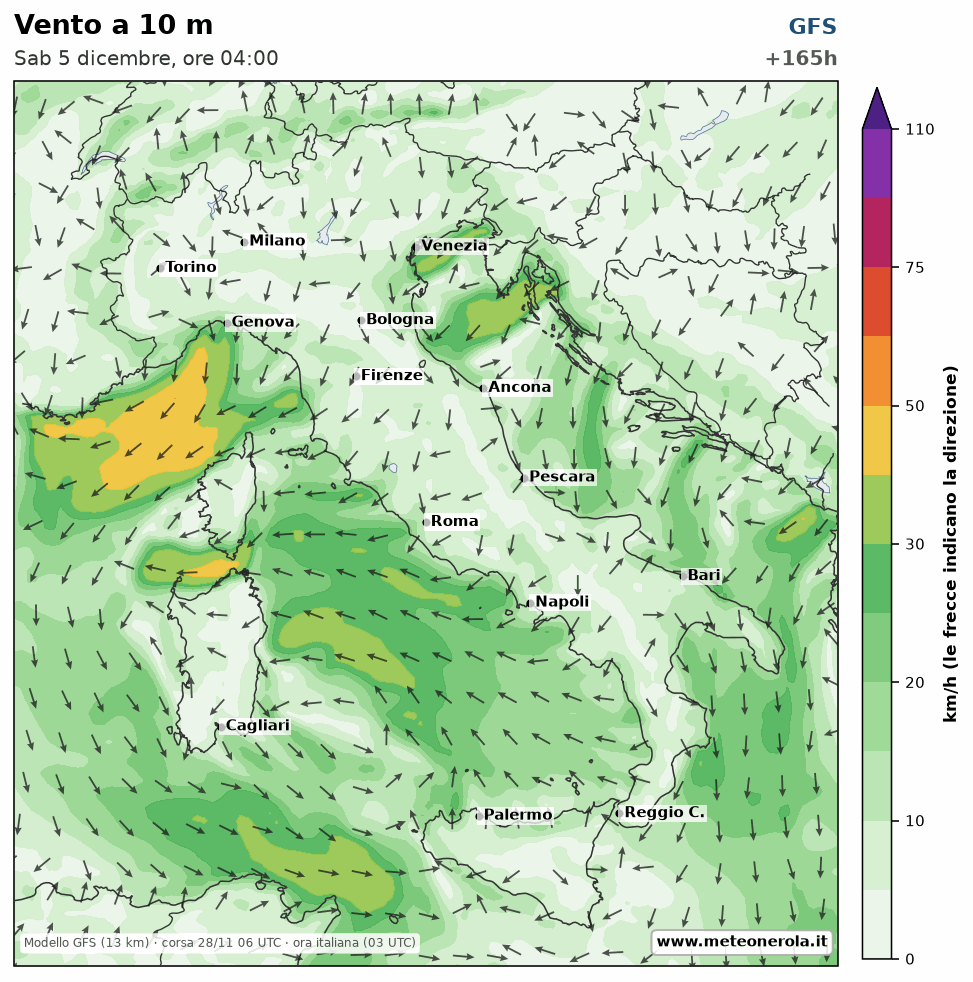 Vento a 10 m
GFS
Sab 5 dicembre, ore 04:00
+165h
110
75
50
30
20
10
0
km/h (le frecce indicano la direzione)
Milano
Venezia
Torino
Genova
Bologna
Firenze
Ancona
Pescara
Roma
Bari
Napoli
Cagliari
Palermo
Reggio C.
Modello GFS (13 km) · corsa 28/11 06 UTC · ora italiana (03 UTC)
www.meteonerola.it